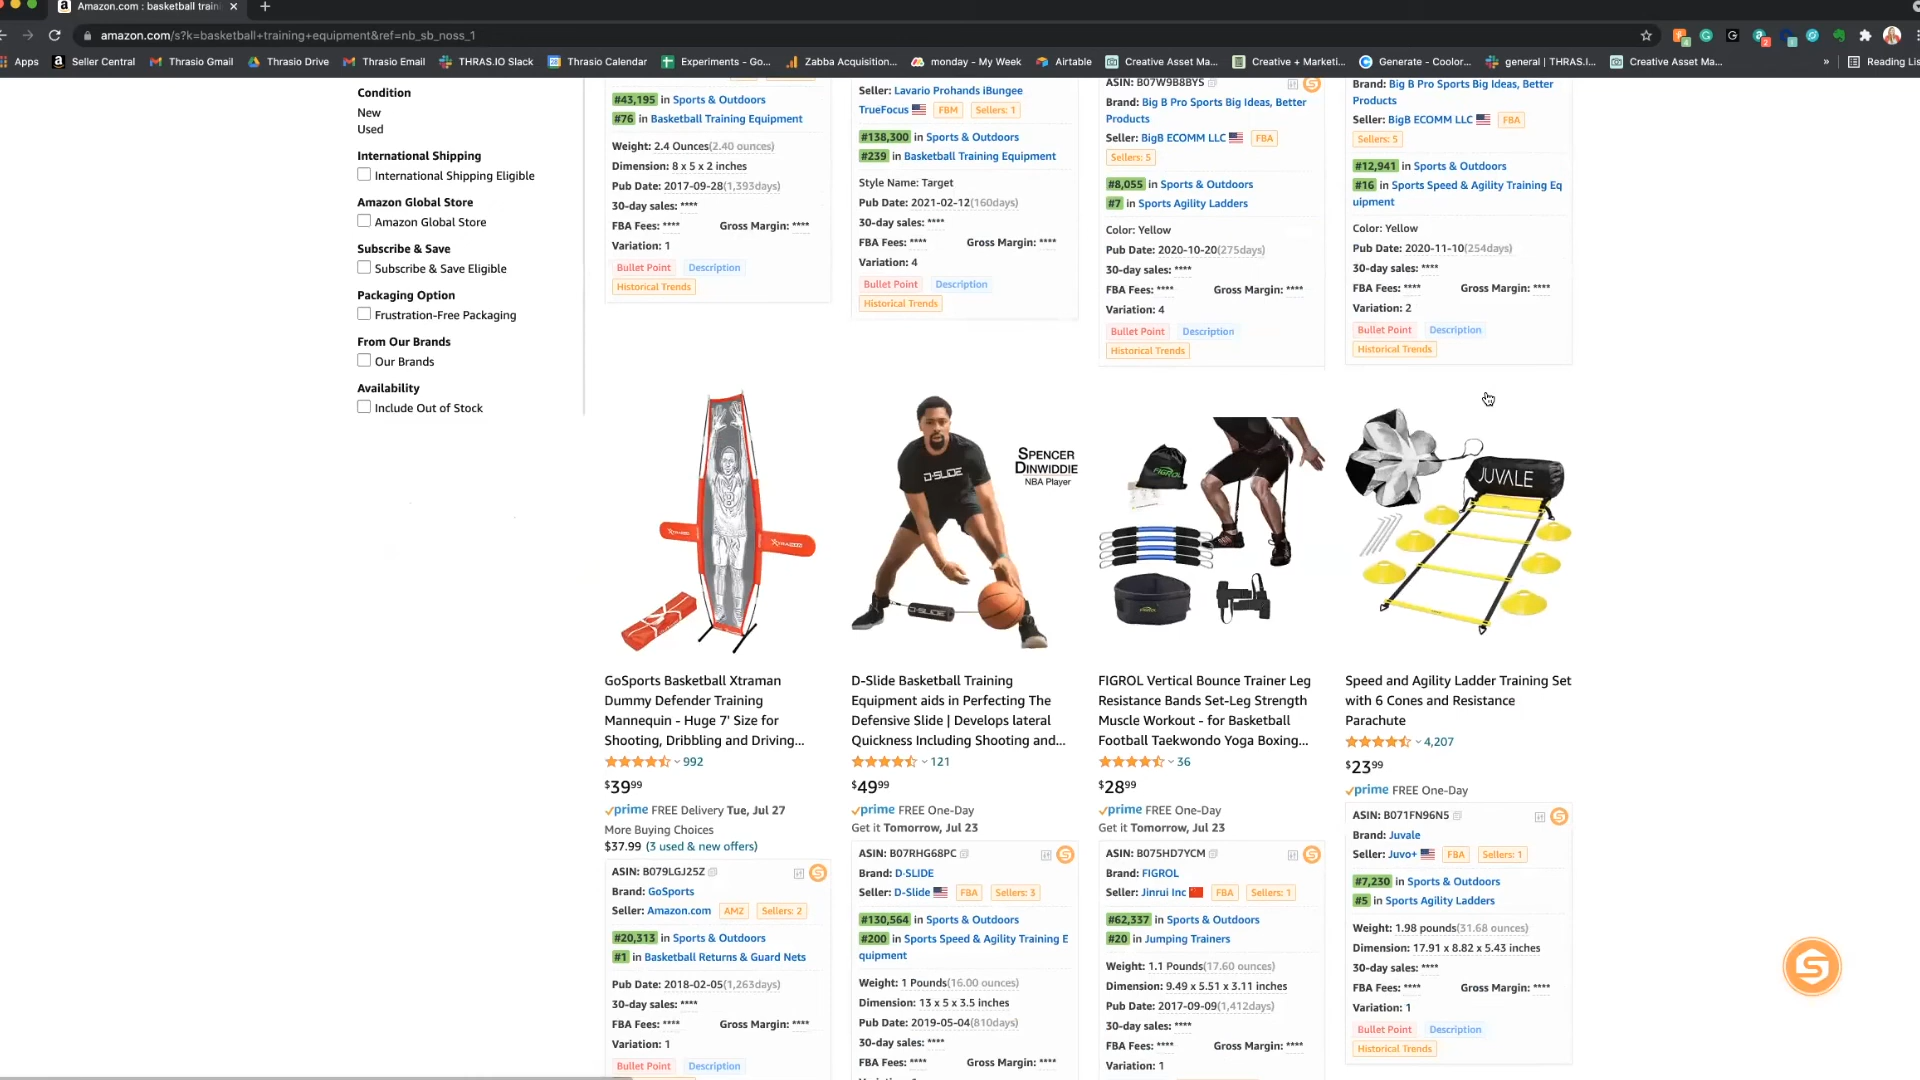 Amazon.com : basketball traini
amazon.com/s?k=basketball+training+equipment&ref=nb_sb_noss_1
Apps
Seller Central
Thrasio Gmail
Thrasio Drive
Thrasio Email
THRAS.IO Slack
Thrasio Calendar
Experiments - Go...
Zabba Acquisition...
monday - My Week
Airtable
Creative Asset Ma...
Creative + Marketi...
Generate - Coolor...
general | THRAS.I...
Creative Asset Ma...
»
Reading Lis
Condition
New
Used
International Shipping
International Shipping Eligible
Amazon Global Store
Amazon Global Store
Subscribe & Save
Subscribe & Save Eligible
Packaging Option
Frustration-Free Packaging
From Our Brands
Our Brands
Availability
Include Out of Stock
#43,195 in Sports & Outdoors
#76 in Basketball Training Equipment
Weight: 2.4 Ounces(2.40 ounces)
Dimension: 8 x 5 x 2 inches
Pub Date: 2017-09-28(1,393days)
30-day sales: ****
FBA Fees: **** Gross Margin: ****
Variation: 1
Bullet Point Description
Historical Trends
Seller: Lavario Prohands iBungee
TrueFocus FBM Sellers: 1
#138,300 in Sports & Outdoors
#239 in Basketball Training Equipment
Style Name: Target
Pub Date: 2021-02-12(160days)
30-day sales: ****
FBA Fees: **** Gross Margin: ****
Variation: 4
Bullet Point Description
Historical Trends
ASIN: B07W9B8BYS
Brand: Big B Pro Sports Big Ideas, Better
Products
Seller: BigB ECOMM LLC FBA
Sellers: 5
#8,055 in Sports & Outdoors
#7 in Sports Agility Ladders
Color: Yellow
Pub Date: 2020-10-20(275days)
30-day sales: ****
FBA Fees: **** Gross Margin: ****
Variation: 4
Bullet Point Description
Historical Trends
Brand: Big B Pro Sports Big Ideas, Better
Products
Seller: BigB ECOMM LLC FBA
Sellers: 5
#12,941 in Sports & Outdoors
#16 in Sports Speed & Agility Training Eq
uipment
Color: Yellow
Pub Date: 2020-11-10(254days)
30-day sales: ****
FBA Fees: **** Gross Margin: ****
Variation: 2
Bullet Point Description
Historical Trends
D-SLIDE
SPENCER
DINWIDDIE
NBA Player
D-SLIDE
FIGROL
JUVALE
GoSports Basketball Xtraman
Dummy Defender Training
Mannequin - Huge 7' Size for
Shooting, Dribbling and Driving...
992
$39.99
prime FREE Delivery Tue, Jul 27
More Buying Choices
$37.99 (3 used & new offers)
ASIN: B079LGJ25Z
Brand: GoSports
Seller: Amazon.com AMZ Sellers: 2
#20,313 in Sports & Outdoors
#1 in Basketball Returns & Guard Nets
Pub Date: 2018-02-05(1,263days)
30-day sales: ****
FBA Fees: **** Gross Margin: ****
Variation: 1
Bullet Point Description
D-Slide Basketball Training
Equipment aids in Perfecting The
Defensive Slide | Develops lateral
Quickness Including Shooting and...
121
$49.99
prime FREE One-Day
Get it Tomorrow, Jul 23
ASIN: B07RHG68PC
Brand: D-SLIDE
Seller: D-Slide FBA Sellers: 3
#130,564 in Sports & Outdoors
#200 in Sports Speed & Agility Training E
quipment
Weight: 1 Pounds(16.00 ounces)
Dimension: 13 x 5 x 3.5 inches
Pub Date: 2019-05-04(810days)
30-day sales: ****
FBA Fees: **** Gross Margin: ****
FIGROL Vertical Bounce Trainer Leg
Resistance Bands Set-Leg Strength
Muscle Workout - for Basketball
Football Taekwondo Yoga Boxing...
36
$28.99
prime FREE One-Day
Get it Tomorrow, Jul 23
ASIN: B075HD7YCM
Brand: FIGROL
Seller: Jinrui Inc FBA Sellers: 1
#62,337 in Sports & Outdoors
#20 in Jumping Trainers
Weight: 1.1 Pounds(17.60 ounces)
Dimension: 9.49 x 5.51 x 3.11 inches
Pub Date: 2017-09-09(1,412days)
30-day sales: ****
FBA Fees: **** Gross Margin: ****
Variation: 1
Speed and Agility Ladder Training Set
with 6 Cones and Resistance
Parachute
4,207
$23.99
prime FREE One-Day
ASIN: B071FN96N5
Brand: Juvale
Seller: Juvo+ FBA Sellers: 1
#7,230 in Sports & Outdoors
#5 in Sports Agility Ladders
Weight: 1.98 pounds(31.68 ounces)
Dimension: 17.91 x 8.82 x 5.43 inches
30-day sales: ****
FBA Fees: **** Gross Margin: ****
Variation: 1
Bullet Point Description
Historical Trends